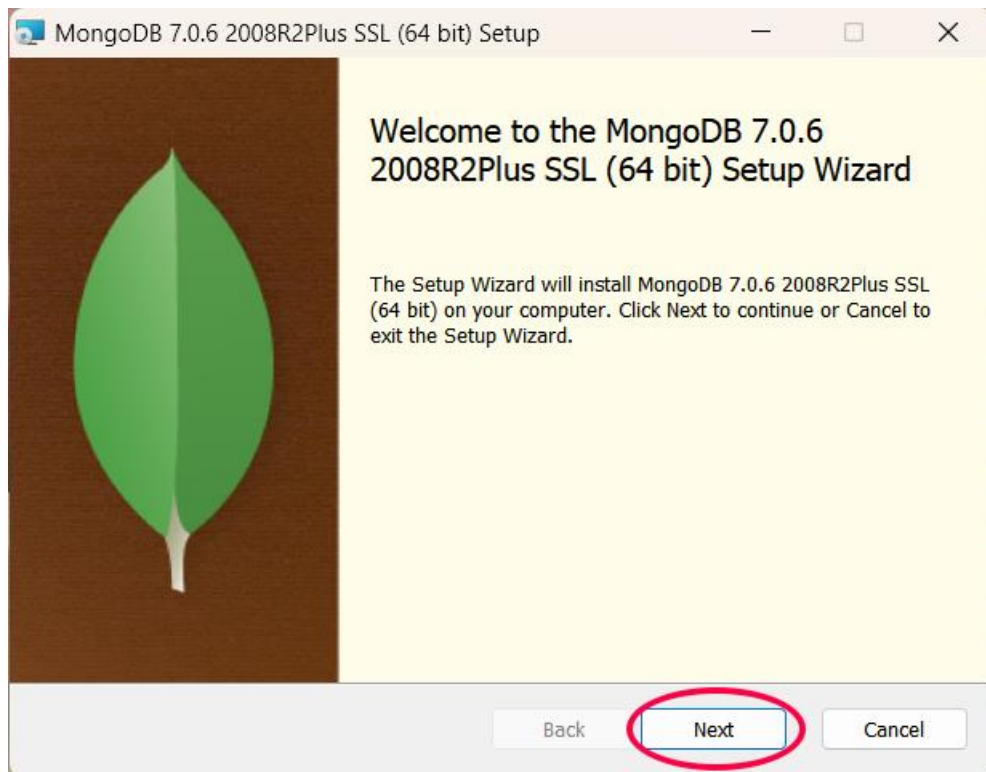 MongoDB 7.0.6 2008R2Plus SSL (64 bit) Setup
Welcome to the MongoDB 7.0.6
2008R2Plus SSL (64 bit) Setup Wizard
The Setup Wizard will install MongoDB 7.0.6 2008R2Plus SSL
(64 bit) on your computer. Click Next to continue or Cancel to
exit the Setup Wizard.
Back
Next
Cancel